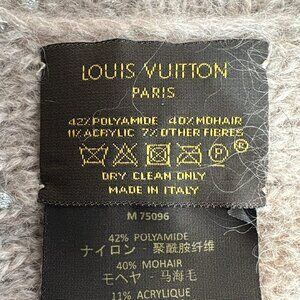 LOUIS VUITTON
PARIS
42% POLYAMIDE 40% MOHAIR
11% ACRYLIC 7% OTHER FIBRES
P
DRY CLEAN ONLY
MADE IN ITALY
M 75096
42% POLYAMIDE
ナイロン - 聚酰胺纤维
40% MOHAIR
モヘヤ - 马海毛
11% ACRYLIQUE